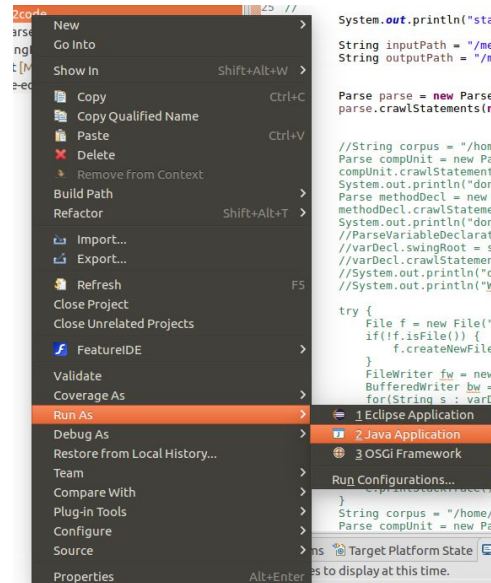 2code
25 //
New
Go Into
Show In Shift+Alt+W
Copy Ctrl+C
Copy Qualified Name
Paste Ctrl+V
Delete
Remove from Context
Build Path
Refactor Shift+Alt+T
Import...
Export...
Refresh F5
Close Project
Close Unrelated Projects
FeatureIDE
Validate
Coverage As
Run As
Debug As
Restore from Local History...
Team
Compare With
Plug-in Tools
Configure
Source
Properties Alt+Enter
1 Eclipse Application
2 Java Application
3 OSGi Framework
Run Configurations...
System.out.println("sta
String inputPath = "/me
String outputPath = "/m
Parse parse = new Parse
parse.crawlStatements(
//String corpus = "/hom
Parse compUnit = new Pa
compUnit.crawlStatement
System.out.println("don
Parse methodDecl = new
methodDecl.crawlStateme
System.out.println("don
//ParseVariableDeclarat
//varDecl.swingRoot = s
//varDecl.crawlStatemen
//System.out.println("d
//System.out.println("W
try {
File f = new File("
if(!f.isFile()) {
f.createNewFile
}
FileWriter fw = new
BufferedWriter bw =
for(String s : varD
e.printStackTrace()
}
String corpus = "/home/
Parse compUnit = new Pa
ns Target Platform State
es to display at this time.